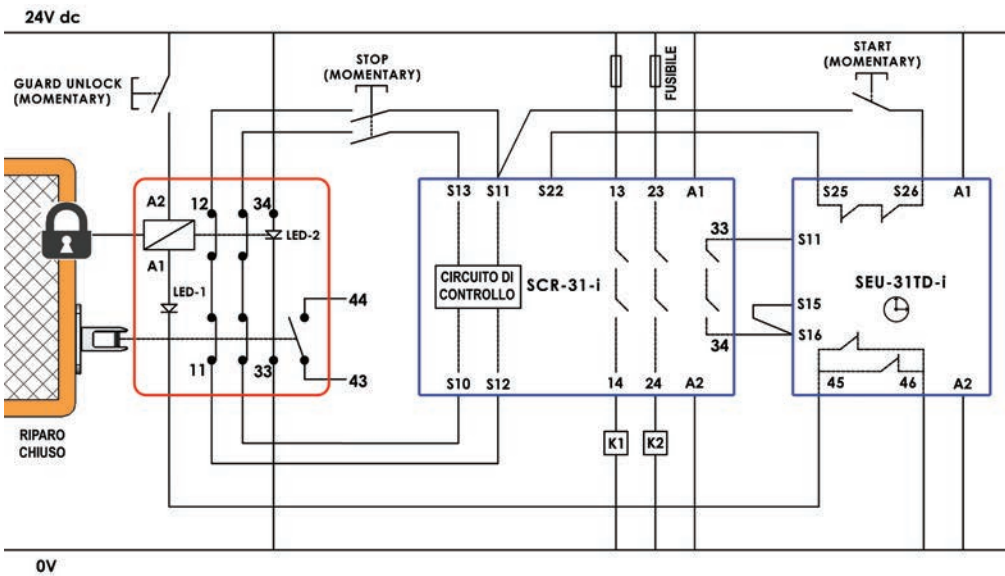 24V dc
GUARD UNLOCK
(MOMENTARY)
STOP
(MOMENTARY)
FUSIBILE
START
(MOMENTARY)
A2
12
34
LED-2
A1
LED-1
44
43
11
33
RIPARO
CHIUSO
S13
S11
S22
13
23
A1
CIRCUITO DI
CONTROLLO
SCR-31-i
33
34
S10
S12
14
24
A2
K1
K2
S25
S26
A1
S11
S15
S16
SEU-31TD-i
45
46
A2
0V